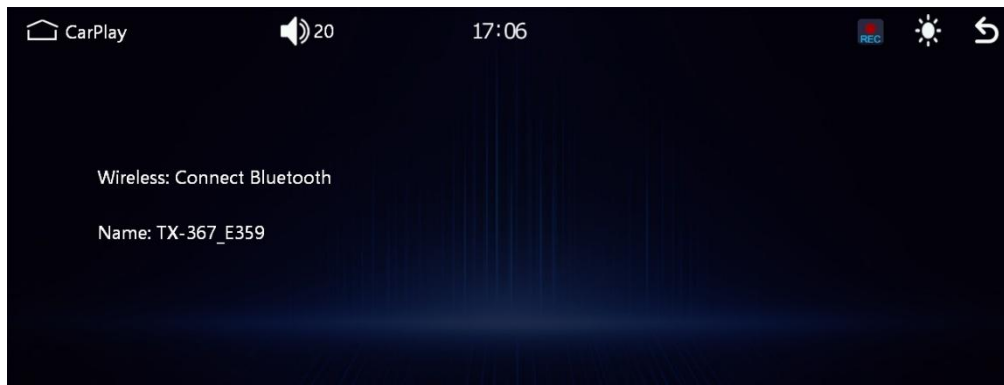 CarPlay 20 17:06 REC
Wireless: Connect Bluetooth
Name: TX-367_E359